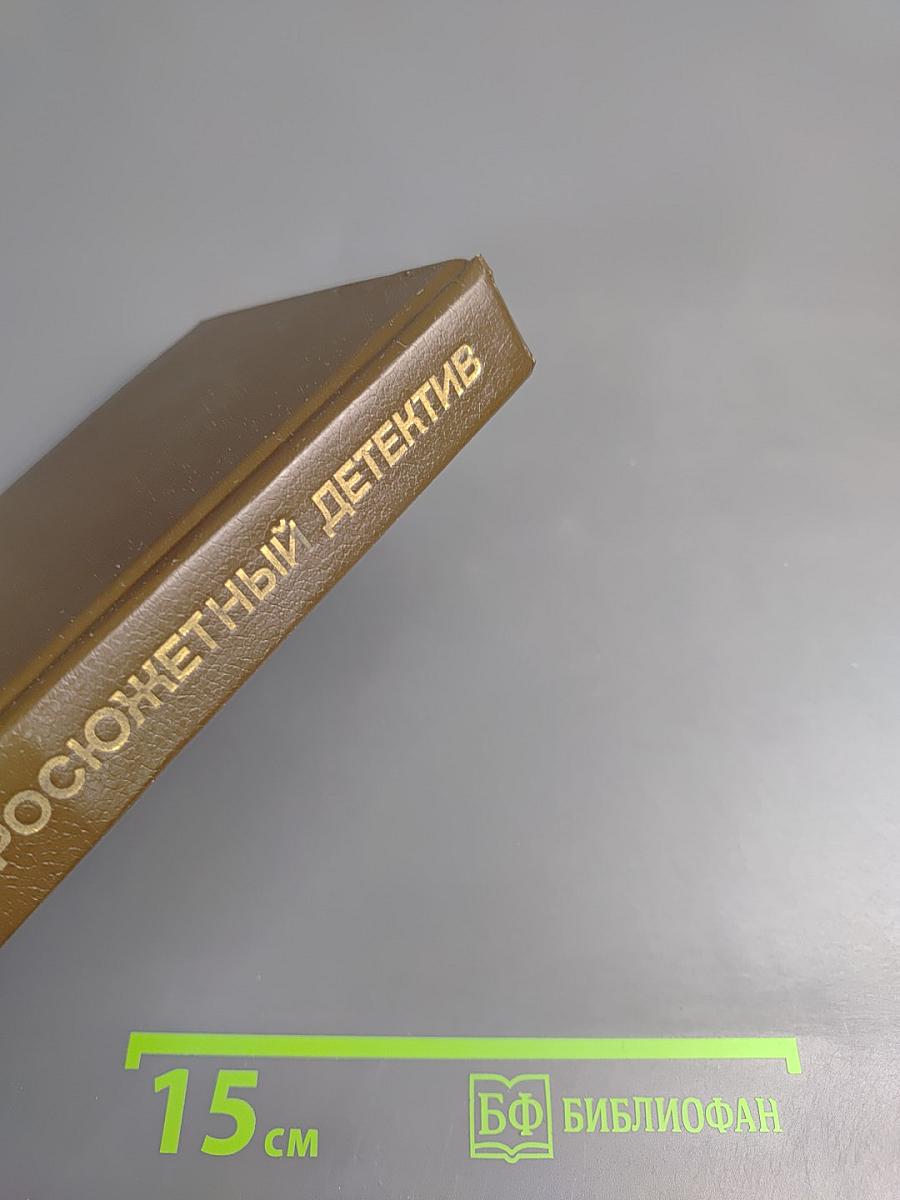 РОСЮЖЕТНЫЙ ДЕТЕКТИВ
15 см
БФ БИБЛИОФАН